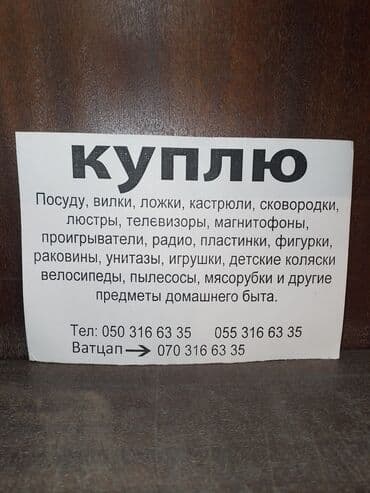 куплю
Посуду, вилки, ложки, кастрюли, сковородки,
люстры, телевизоры, магнитофоны,
проигрыватели, радио, пластинки, фигурки,
раковины, унитазы, игрушки, детские коляски
велосипеды, пылесосы, мясорубки и другие
предметы домашнего быта.
Тел: 050 316 63 35 055 316 63 35
Ватцап→ 070 316 63 35